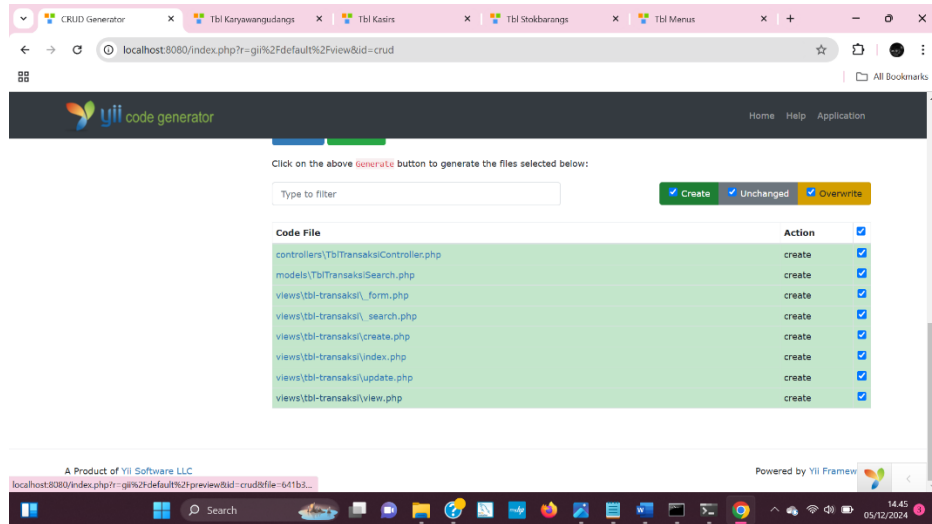 CRUD Generator
Tbl Karyawangudangs
Tbl Kasirs
Tbl Stokbarangs
Tbl Menus
localhost:8080/index.php?r=gii%2Fdefault%2Fview&id=crud
All Bookmarks
yii code generator
Home Help Application
Click on the above Generate button to generate the files selected below:
Type to filter
Create Unchanged Overwrite
Code File Action
controllers\TblTransaksiController.php create
models\TblTransaksiSearch.php create
views\tbl-transaksi\_form.php create
views\tbl-transaksi\_search.php create
views\tbl-transaksi\create.php create
views\tbl-transaksi\index.php create
views\tbl-transaksi\update.php create
views\tbl-transaksi\view.php create
A Product of Yii Software LLC
Powered by Yii Framew
localhost:8080/index.php?r=gii%2Fdefault%2Fpreview&id=crud&file=641b3...
Search
14.45
05/12/2024
3